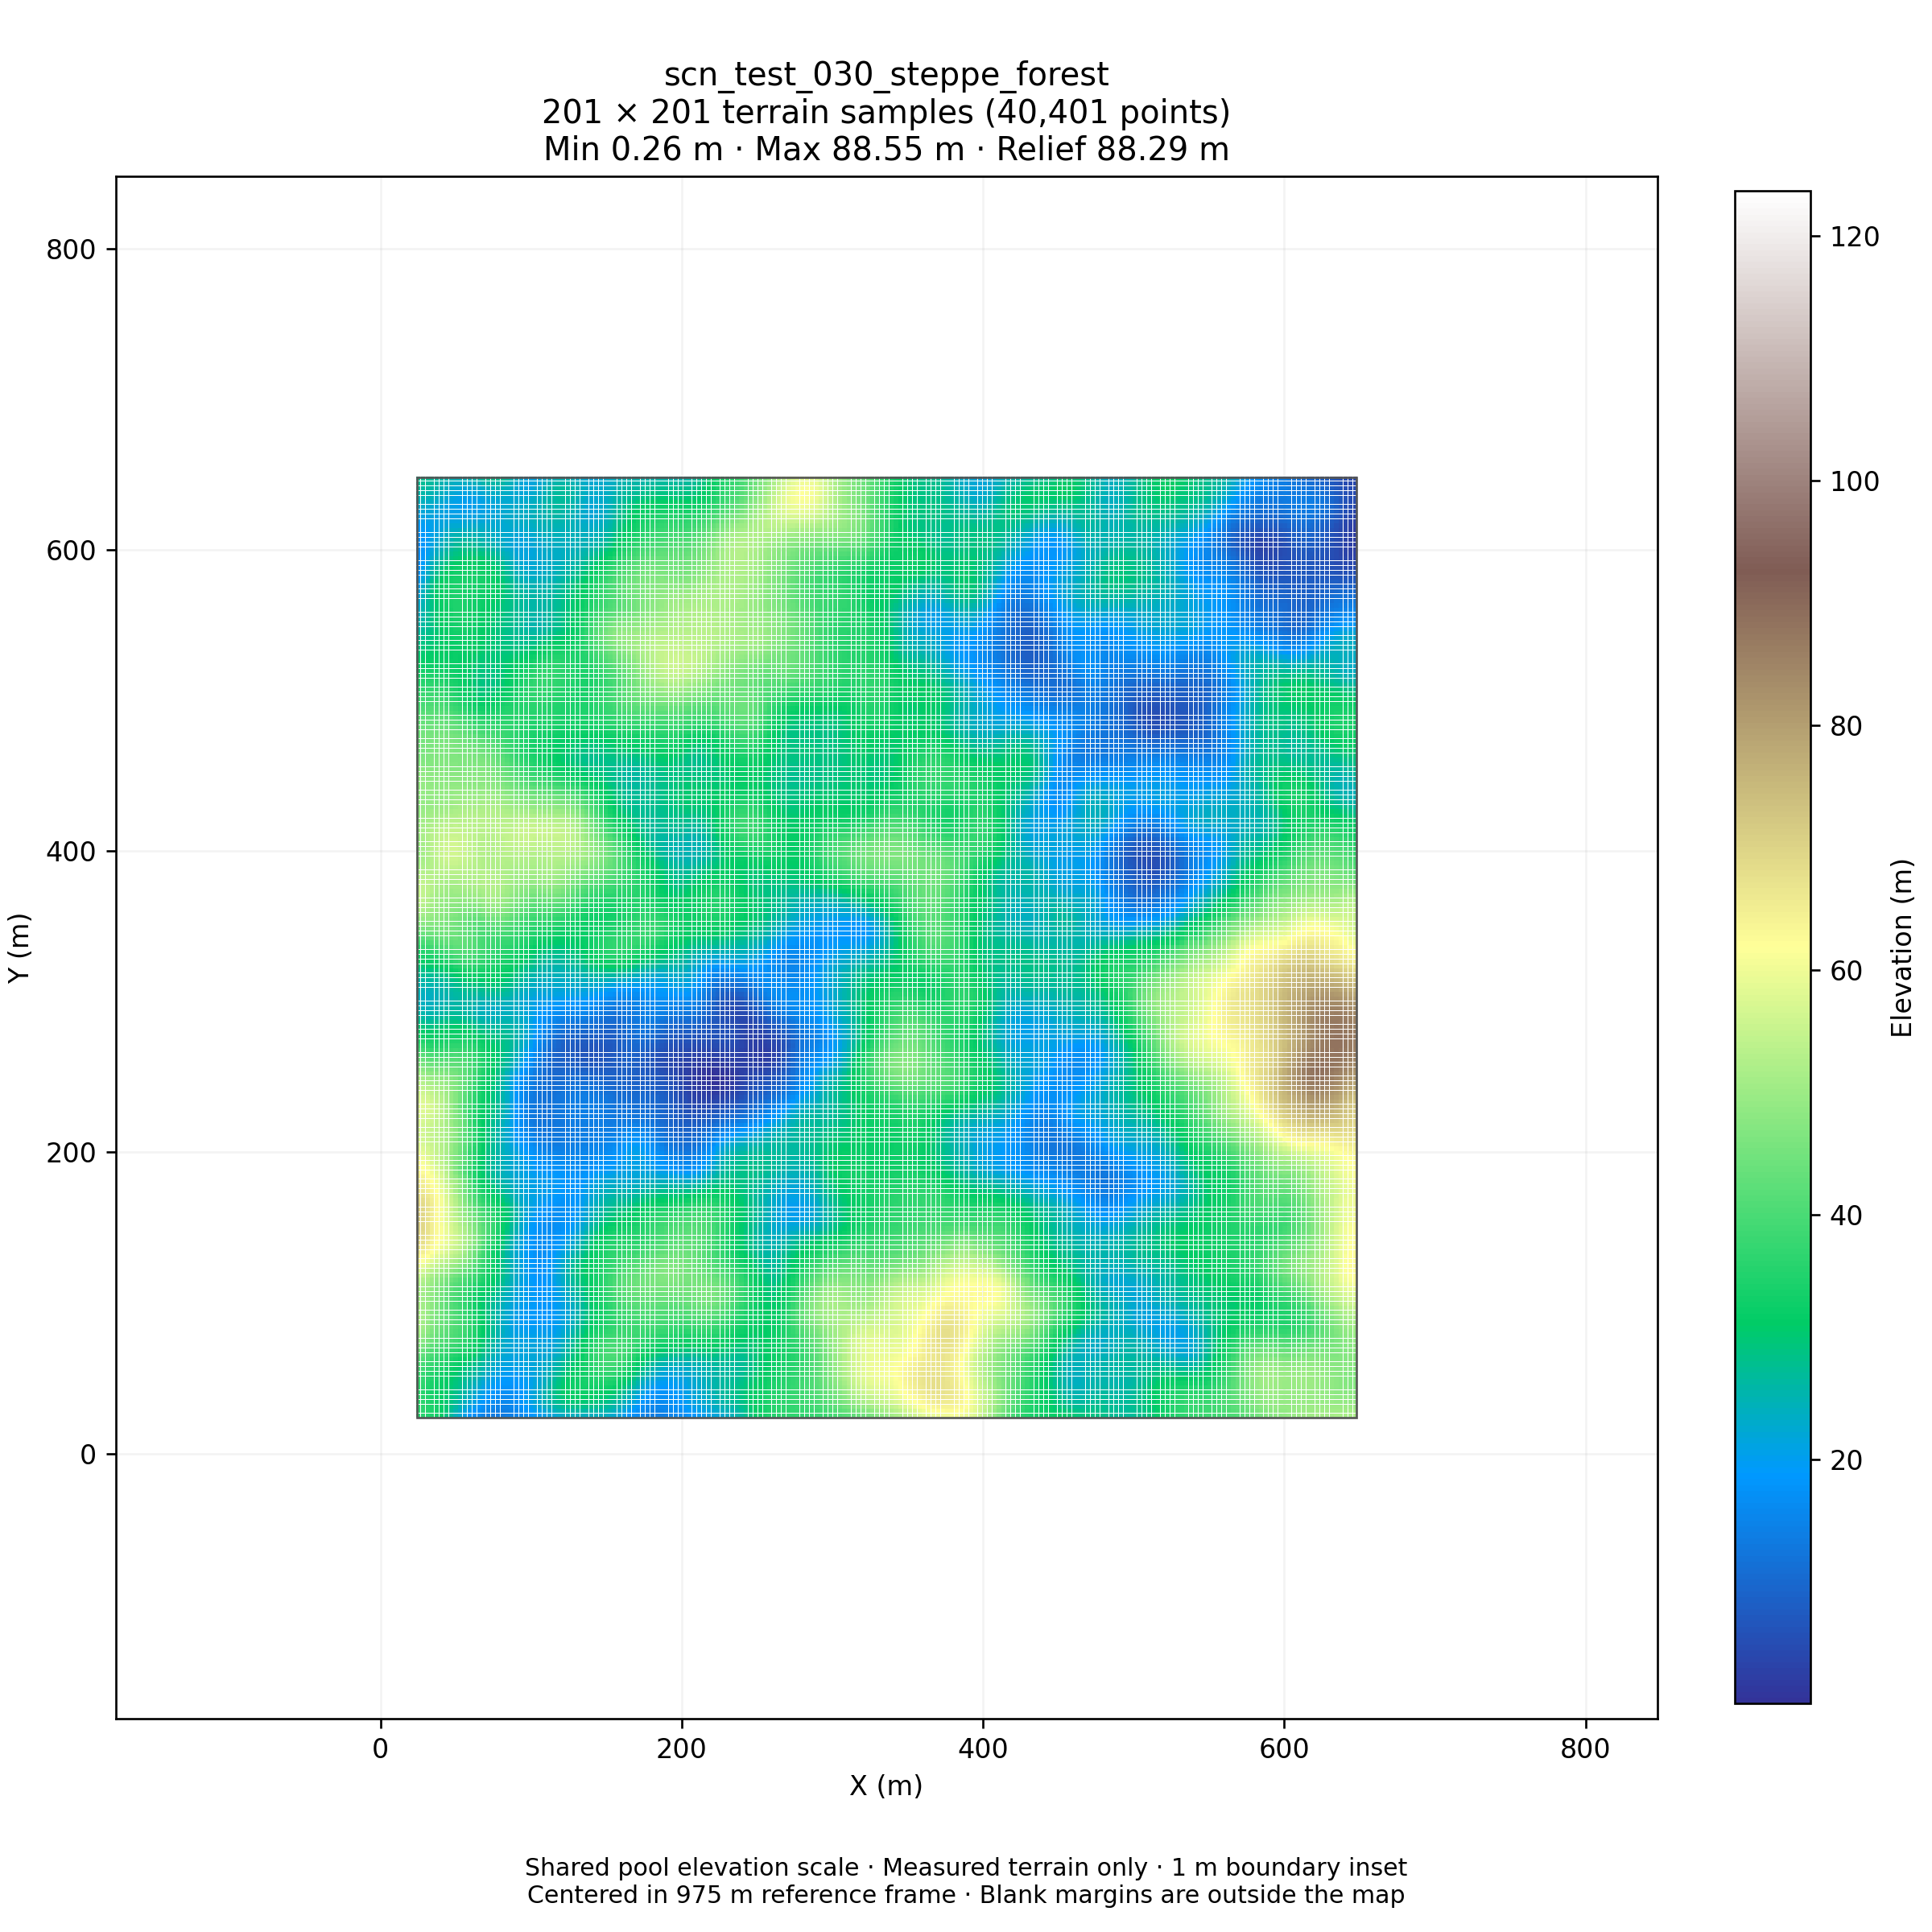 scn_test_030_steppe_forest
201 × 201 terrain samples (40,401 points)
Min 0.26 m · Max 88.55 m · Relief 88.29 m
800
600
400
200
0
Y (m)
0
200
400
600
800
X (m)
120
100
80
60
40
20
Elevation (m)
Shared pool elevation scale · Measured terrain only · 1 m boundary inset
Centered in 975 m reference frame · Blank margins are outside the map